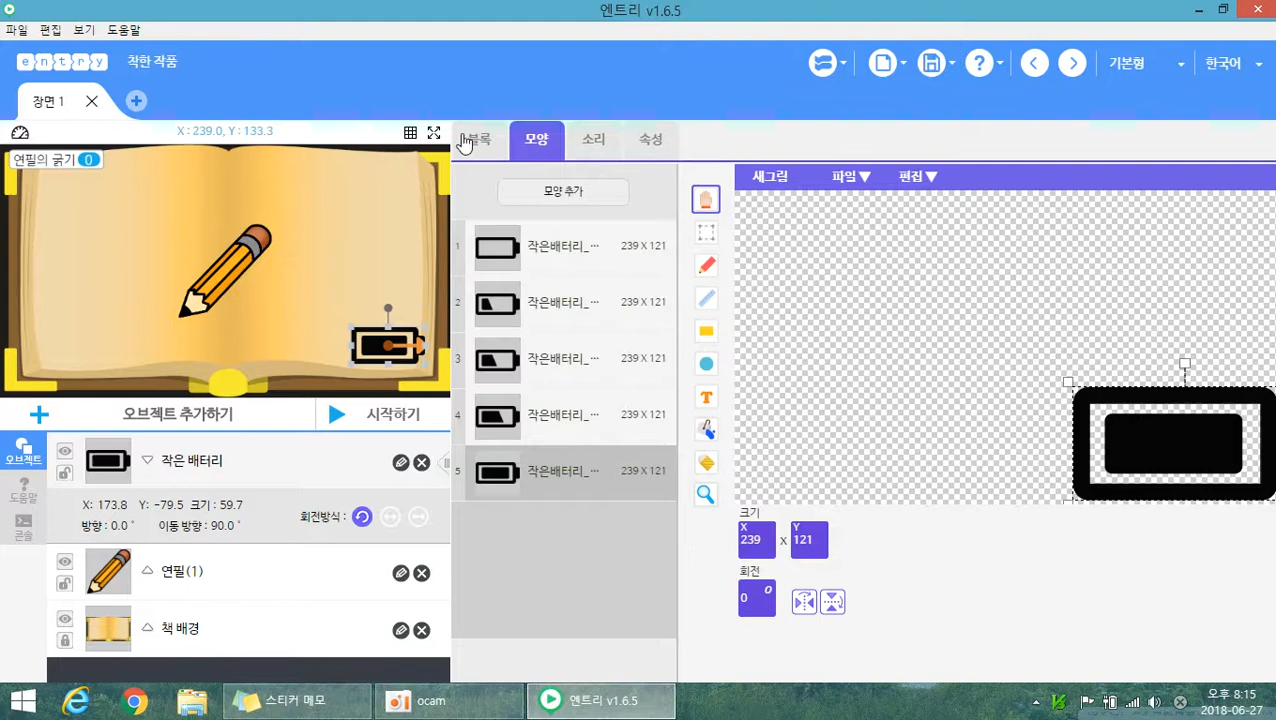 엔트리 v1.6.5
파일 편집 보기 도움말
entry 착한 작품 기본형 한국어
장면 1
X : 239.0, Y : 133.3
블록 모양 소리 속성
연필의 굵기 0
새그림 파일▼ 편집▼
모양 추가
1 작은배터리_··· 239 X 121
2 작은배터리_··· 239 X 121
3 작은배터리_··· 239 X 121
4 작은배터리_··· 239 X 121
5 작은배터리_··· 239 X 121
T
오브젝트 추가하기 시작하기
오브젝트
도움말
콘솔
작은 배터리
X: 173.8 Y: -79.5 크기 : 59.7
방향 : 0.0° 이동 방향 : 90.0°
회전방식 :
연필(1)
책 배경
크기
X 239 x Y 121
회전
0 o
스티커 메모 ocam 엔트리 v1.6.5
오후 8:15
2018-06-27